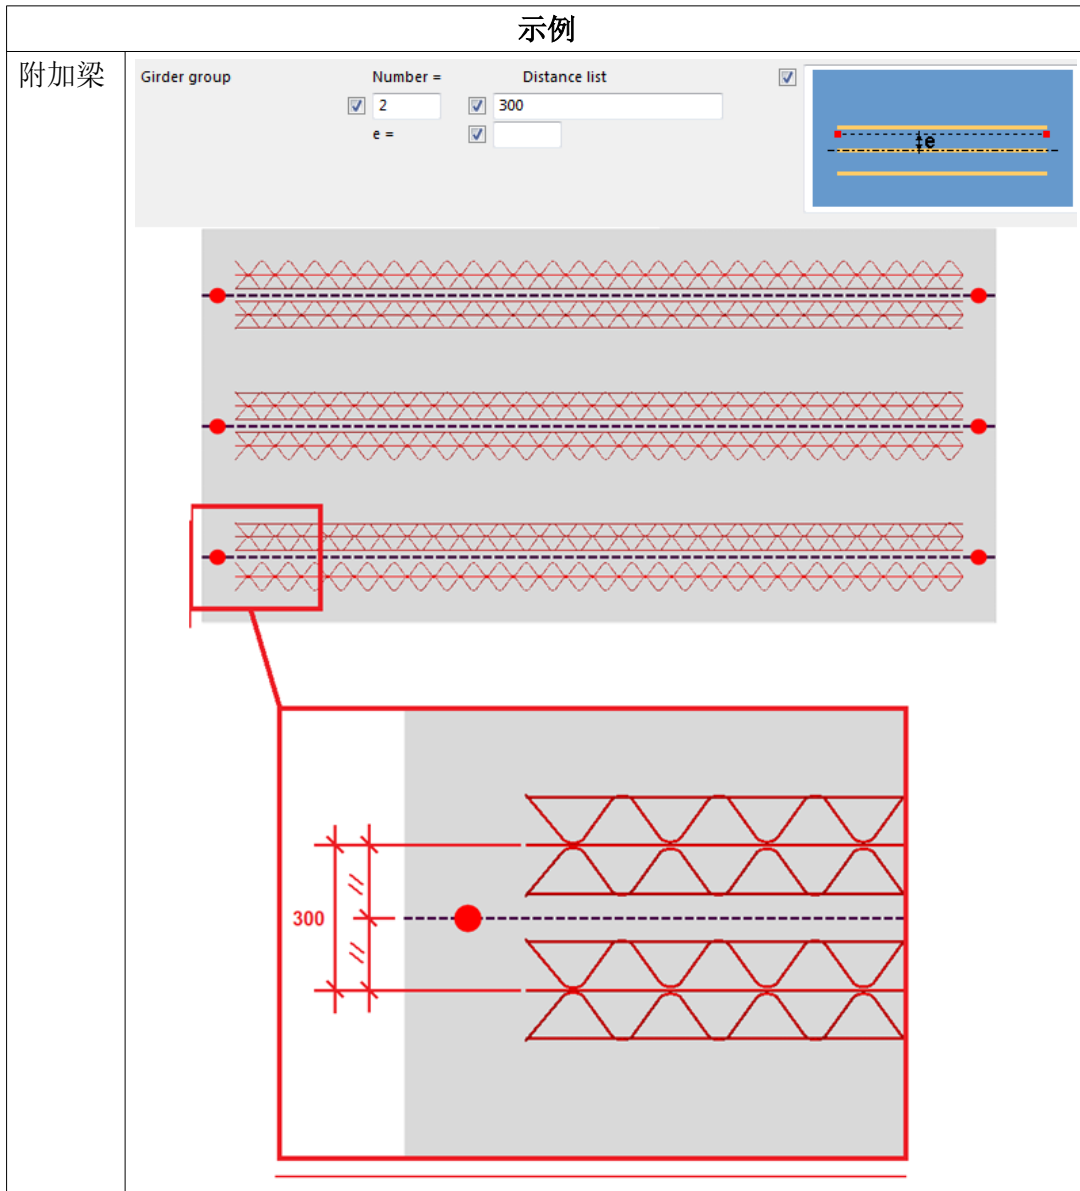 示例
附加梁
Girder group Number = Distance list
2 300
e =
e
300